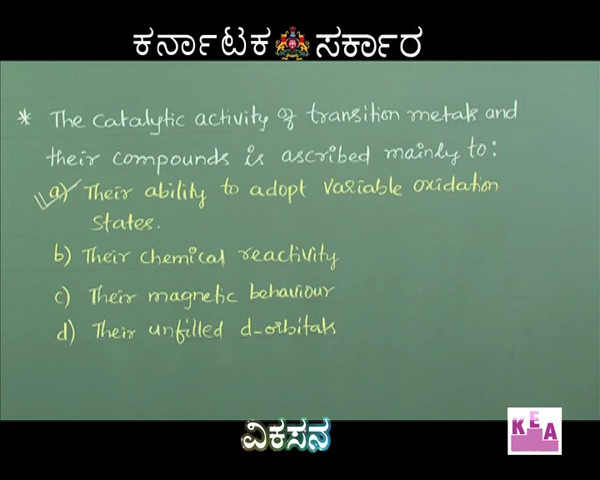 ಕರ್ನಾಟಕ ಸರ್ಕಾರ
* The catalytic activity of transition metals and
their compounds is ascribed mainly to:
a) Their ability to adopt variable oxidation
states.
b) Their chemical reactivity
c) Their magnetic behaviour
d) Their unfilled d-orbitals
ವಿಕಸನ
KEA